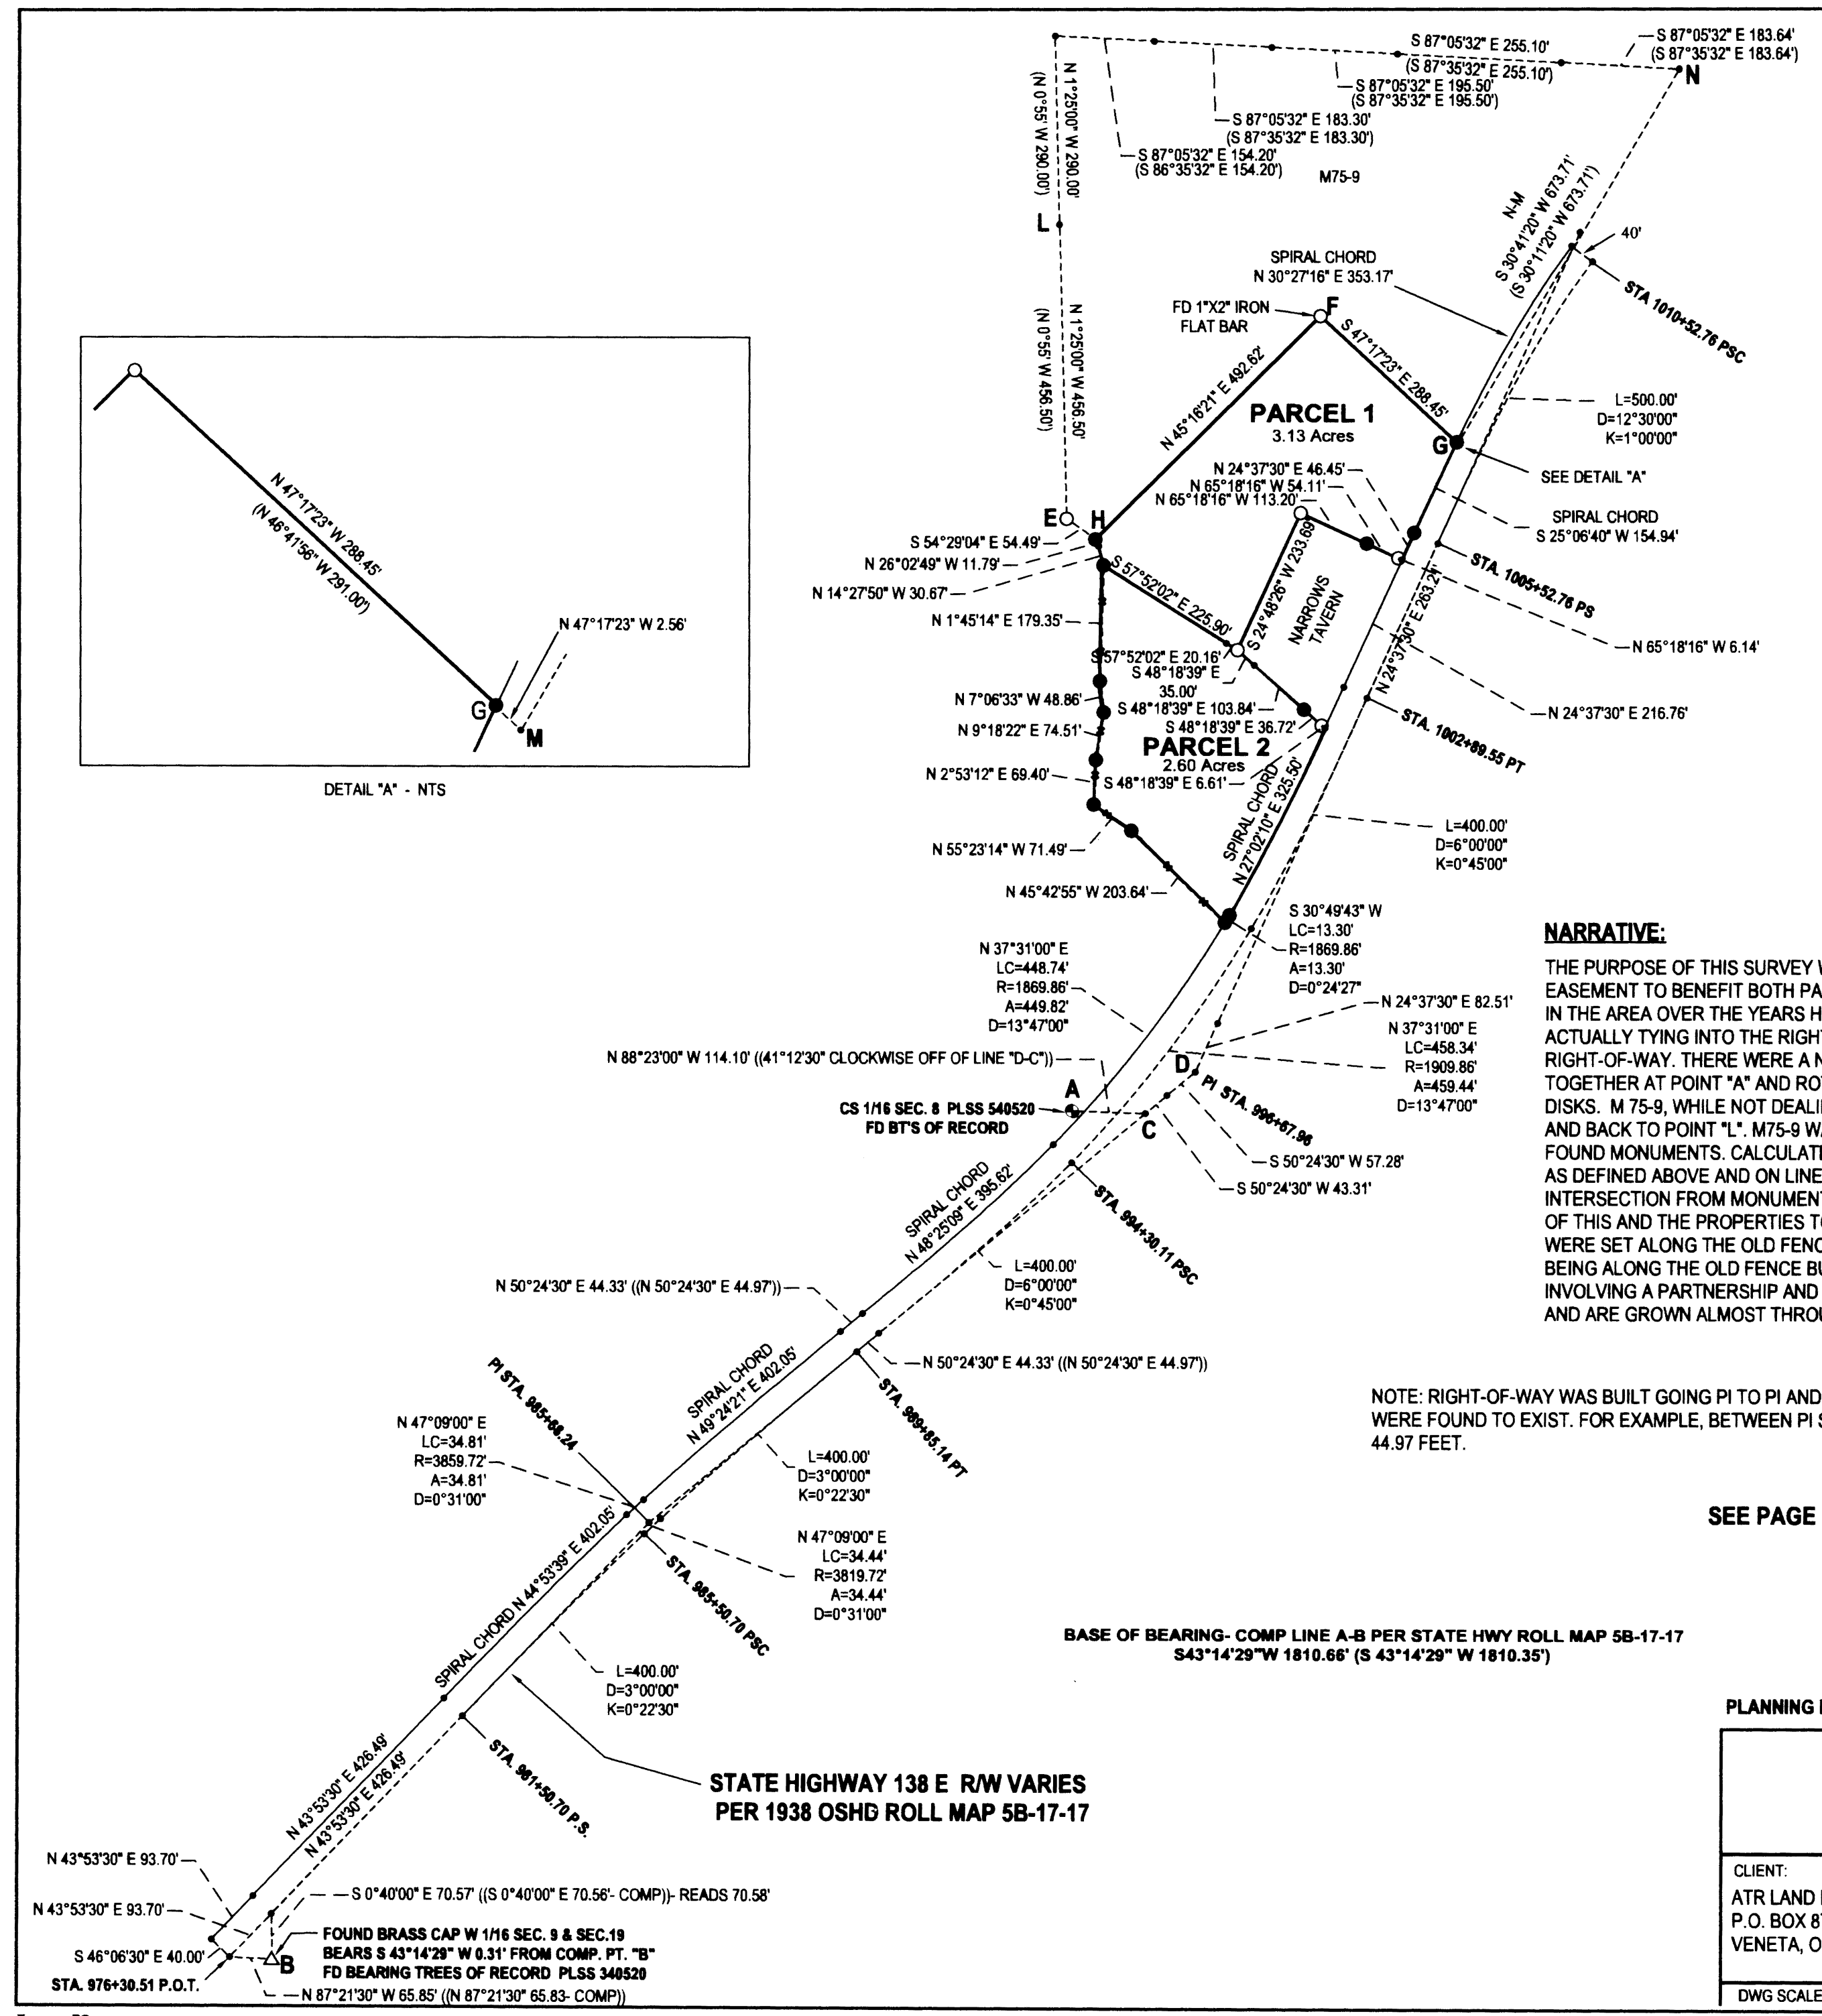 S 87°05'32" E 183.64'
(S 87°35'32" E 183.64')
S 87°05'32" E 255.10'
(S 87°35'32" E 255.10')
N
S 87°05'32" E 195.50'
(S 87°35'32" E 195.50')
S 87°05'32" E 183.30'
(S 87°35'32" E 183.30')
S 87°05'32" E 154.20'
(S 86°35'32" E 154.20')
M75-9
N 1°25'00" W 290.00'
(N 0°55' W 290.00')
L
N-M
S 30°41'20" W 673.71'
(S 30°11'20" W 673.71')
40'
STA 1010+52.76 PSC
SPIRAL CHORD
N 30°27'16" E 353.17'
FD 1"X2" IRON
FLAT BAR
F
N 1°25'00" W 456.50'
(N 0°55' W 456.50')
S 47°17'23" E 288.45'
N 45°16'21" E 492.62'
PARCEL 1
3.13 Acres
L=500.00'
D=12°30'00"
K=1°00'00"
G
SEE DETAIL "A"
N 24°37'30" E 46.45'
N 65°18'16" W 54.11'
N 65°18'16" W 113.20'
SPIRAL CHORD
S 25°06'40" W 154.94'
E
H
S 54°29'04" E 54.49'
N 26°02'49" W 11.79'
N 14°27'50" W 30.67'
N 1°45'14" E 179.35'
S 57°52'02" E 225.90'
S 24°48'26" W 233.69'
NARROWS
TAVERN
STA. 1005+52.76 PS
N 24°37'30" E 263.21'
N 65°18'16" W 6.14'
S 57°52'02" E 20.16'
S 48°18'39" E
35.00'
N 7°06'33" W 48.86'
S 48°18'39" E 103.84'
N 9°18'22" E 74.51'
S 48°18'39" E 36.72'
N 24°37'30" E 216.76'
STA. 1002+89.55 PT
PARCEL 2
2.60 Acres
N 2°53'12" E 69.40'
S 48°18'39" E 6.61'
SPIRAL CHORD
N 27°02'10" E 325.50'
N 55°23'14" W 71.49'
L=400.00'
D=6°00'00"
K=0°45'00"
N 45°42'55" W 203.64'
N 47°17'23" W 288.45'
(N 46°41'56" W 291.00')
N 47°17'23" W 2.56'
G
M
DETAIL "A" - NTS
S 30°49'43" W
LC=13.30'
R=1869.86'
A=13.30'
D=0°24'27"
N 37°31'00" E
LC=448.74'
R=1869.86'
A=449.82'
D=13°47'00"
N 24°37'30" E 82.51'
N 37°31'00" E
LC=458.34'
R=1909.86'
A=459.44'
D=13°47'00"
N 88°23'00" W 114.10' ((41°12'30" CLOCKWISE OFF OF LINE "D-C"))
D
PI STA. 996+67.96
A
CS 1/16 SEC. 8 PLSS 540520
FD BT'S OF RECORD
C
S 50°24'30" W 57.28'
S 50°24'30" W 43.31'
STA. 994+30.11 PSC
SPIRAL CHORD
N 48°25'09" E 395.62'
L=400.00'
D=6°00'00"
K=0°45'00"
N 50°24'30" E 44.33' ((N 50°24'30" E 44.97'))
N 50°24'30" E 44.33' ((N 50°24'30" E 44.97'))
STA. 989+85.14 PT
SPIRAL CHORD
N 49°24'21" E 402.05'
PI STA. 985+68.24
N 47°09'00" E
LC=34.81'
R=3859.72'
A=34.81'
D=0°31'00"
L=400.00'
D=3°00'00"
K=0°22'30"
N 47°09'00" E
LC=34.44'
R=3819.72'
A=34.44'
D=0°31'00"
STA. 985+50.70 PSC
SPIRAL CHORD N 44°53'39" E 402.05'
L=400.00'
D=3°00'00"
K=0°22'30"
STA. 981+50.70 P.S.
N 43°53'30" E 426.49'
N 43°53'30" E 426.49'
STATE HIGHWAY 138 E R/W VARIES
PER 1938 OSHD ROLL MAP 5B-17-17
N 43°53'30" E 93.70'
N 43°53'30" E 93.70'
S 0°40'00" E 70.57' ((S 0°40'00" E 70.56'- COMP))- READS 70.58'
S 46°06'30" E 40.00'
STA. 976+30.51 P.O.T.
B
FOUND BRASS CAP W 1/16 SEC. 9 & SEC.19
BEARS S 43°14'29" W 0.31' FROM COMP. PT. "B"
FD BEARING TREES OF RECORD PLSS 340520
N 87°21'30" W 65.85' ((N 87°21'30" 65.83- COMP))
NARRATIVE:
THE PURPOSE OF THIS SURVEY
EASEMENT TO BENEFIT BOTH PA
IN THE AREA OVER THE YEARS H
ACTUALLY TYING INTO THE RIGH
RIGHT-OF-WAY. THERE WERE A N
TOGETHER AT POINT "A" AND RO
DISKS. M 75-9, WHILE NOT DEALI
AND BACK TO POINT "L". M75-9 W
FOUND MONUMENTS. CALCULATE
AS DEFINED ABOVE AND ON LINE
INTERSECTION FROM MONUMENT
OF THIS AND THE PROPERTIES TO
WERE SET ALONG THE OLD FENC
BEING ALONG THE OLD FENCE BU
INVOLVING A PARTNERSHIP AND
AND ARE GROWN ALMOST THROU
NOTE: RIGHT-OF-WAY WAS BUILT GOING PI TO PI AND
WERE FOUND TO EXIST. FOR EXAMPLE, BETWEEN PI S
44.97 FEET.
SEE PAGE
BASE OF BEARING- COMP LINE A-B PER STATE HWY ROLL MAP 5B-17-17
S43°14'29"W 1810.66' (S 43°14'29" W 1810.35')
PLANNING
CLIENT:
ATR LAND
P.O. BOX 8
VENETA, O
DWG SCALE